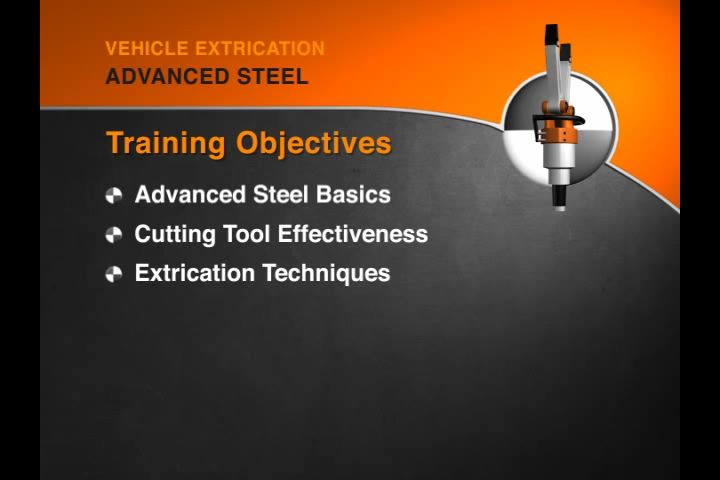 VEHICLE EXTRICATION
ADVANCED STEEL
Training Objectives
Advanced Steel Basics
Cutting Tool Effectiveness
Extrication Techniques